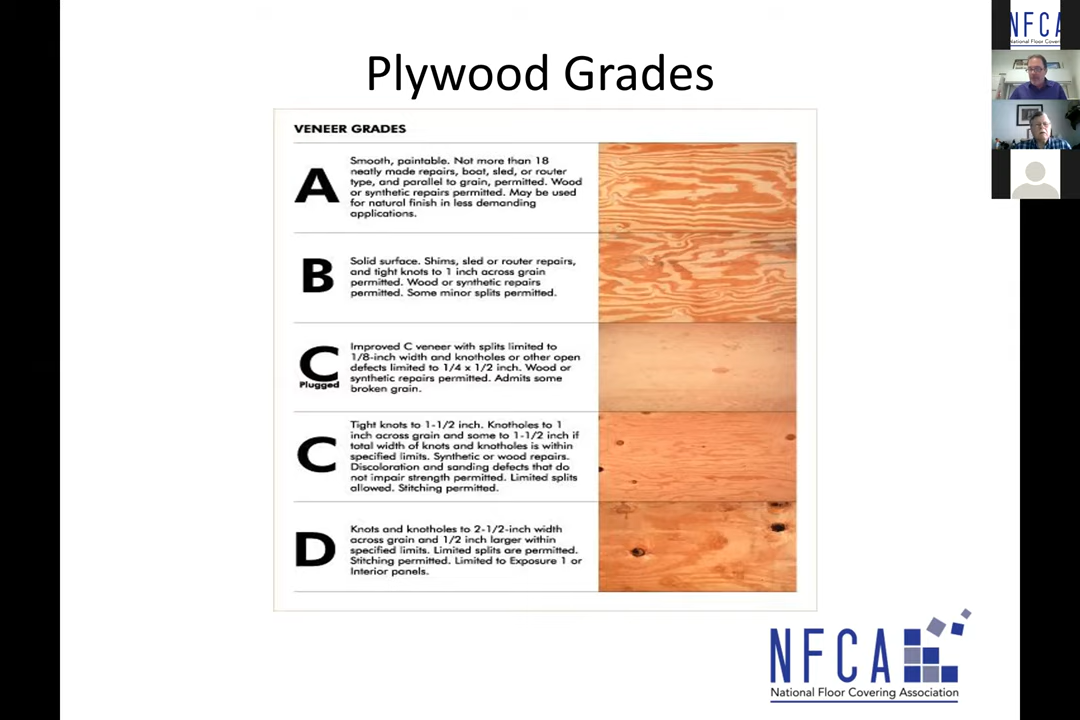 Plywood Grades
VENEER GRADES
A
Smooth, paintable. Not more than 18
neatly made repairs, boat, sled, or router
type, and parallel to grain, permitted. Wood
or synthetic repairs permitted. May be used
for natural finish in less demanding
applications.
B
Solid surface. Shims, sled or router repairs,
and tight knots to 1 inch across grain
permitted. Wood or synthetic repairs
permitted. Some minor splits permitted.
C
Plugged
Improved C veneer with splits limited to
1/8-inch width and knotholes or other open
defects limited to 1/4 x 1/2 inch. Wood or
synthetic repairs permitted. Admits some
broken grain.
C
Tight knots to 1-1/2 inch. Knotholes to 1
inch across grain and some to 1-1/2 inch if
total width of knots and knotholes is within
specified limits. Synthetic or wood repairs.
Discoloration and sanding defects that do
not impair strength permitted. Limited splits
allowed. Stitching permitted.
D
Knots and knotholes to 2-1/2-inch width
across grain and 1/2 inch larger within
specified limits. Limited splits are permitted.
Stitching permitted. Limited to Exposure 1 or
Interior panels.
NFCA
National Floor Covering Association
NFCA
National Floor Cover